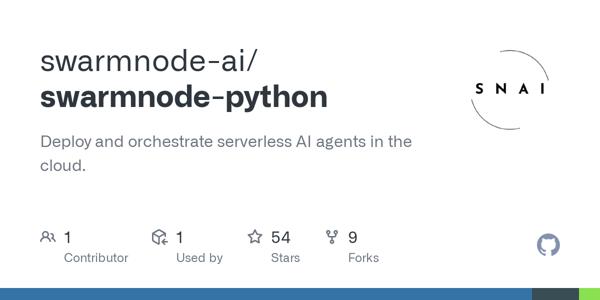 swarmnode-ai/
swarmnode-python
SNAI
Deploy and orchestrate serverless AI agents in the
cloud.
1
Contributor
1
Used by
54
Stars
9
Forks